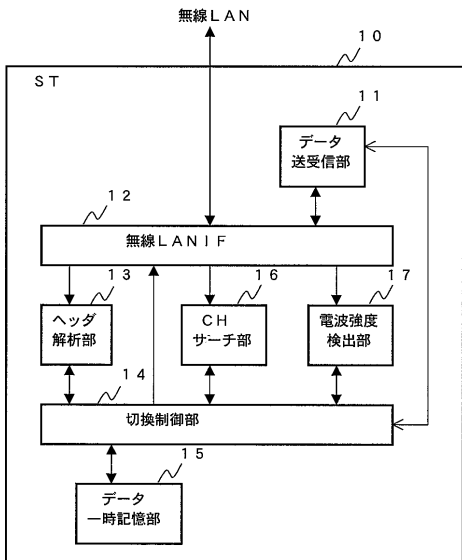 無線LAN
10
ST
11
データ
送受信部
12
無線LANIF
13
16
17
ヘッダ
解析部
CH
サーチ部
電波強度
検出部
14
切換制御部
15
データ
一時記憶部